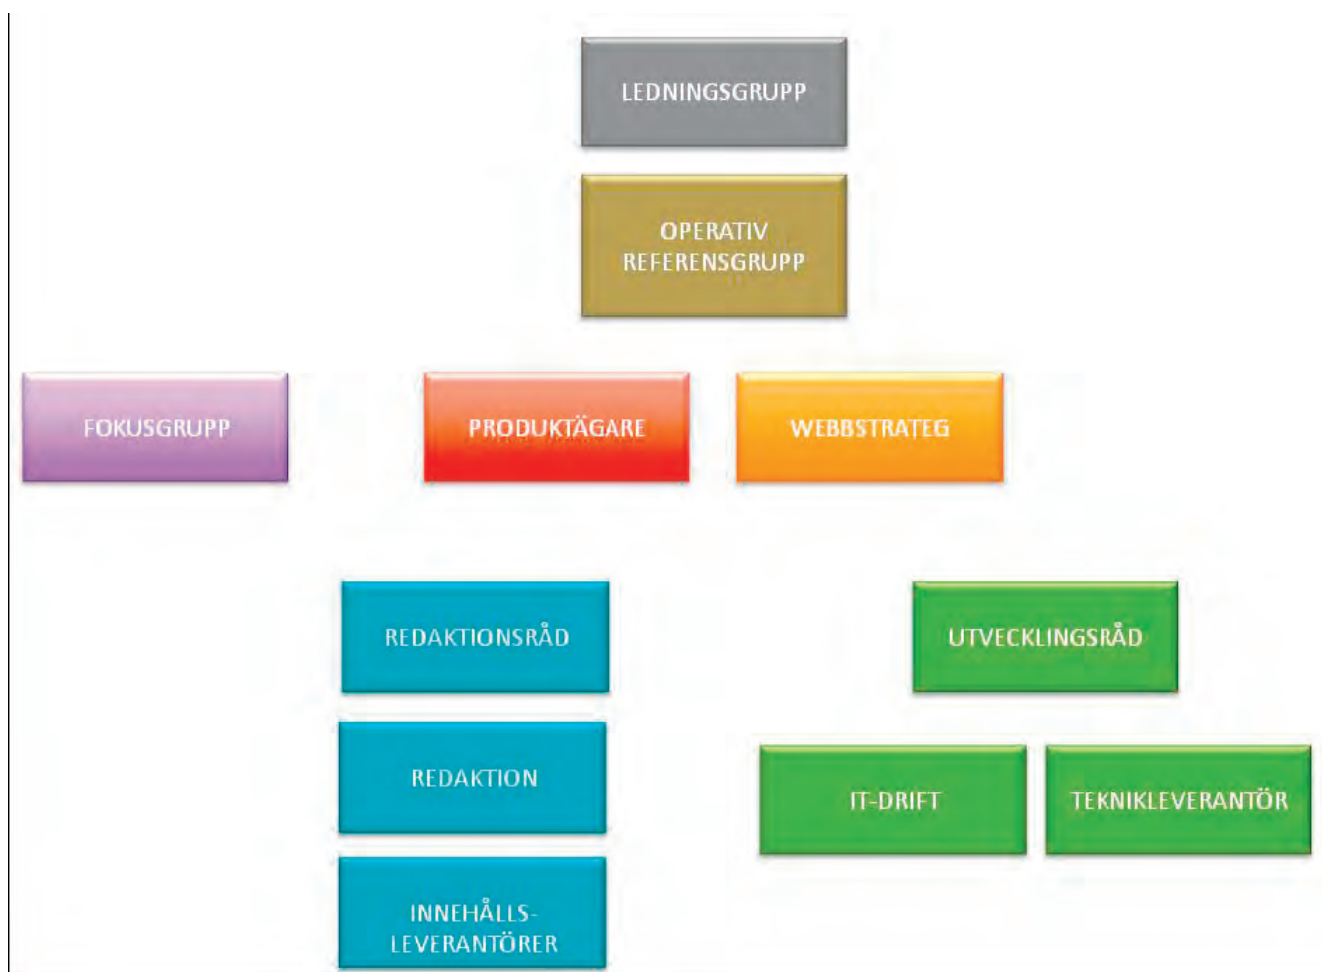 LEDNINGSGRUPP
OPERATIV
REFERENSGRUPP
FOKUSGRUPP
PRODUKTÄGARE
WEBBSTRATEG
REDAKTIONSRÅD
UTVECKLINGSRÅD
REDAKTION
IT-DRIFT
TEKNIKLEVERANTÖR
INNEHÅLLS-
LEVERANTÖRER